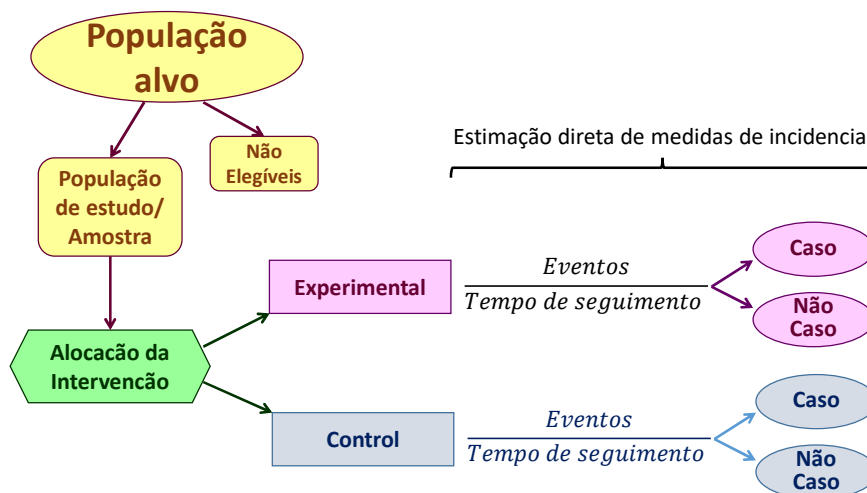 População
alvo
Não
Elegíveis
Estimação direta de medidas de incidencia
População
de estudo/
Amostra
Experimental
Eventos
Tempo de seguimento
Caso
Não
Caso
Alocacão da
Intervencão
Control
Eventos
Tempo de seguimento
Caso
Não
Caso